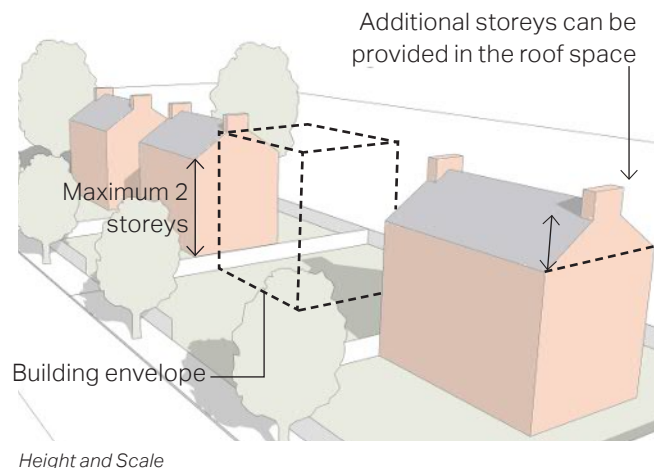 Additional storeys can be
provided in the roof space
Maximum 2
storeys
Building envelope
Height and Scale